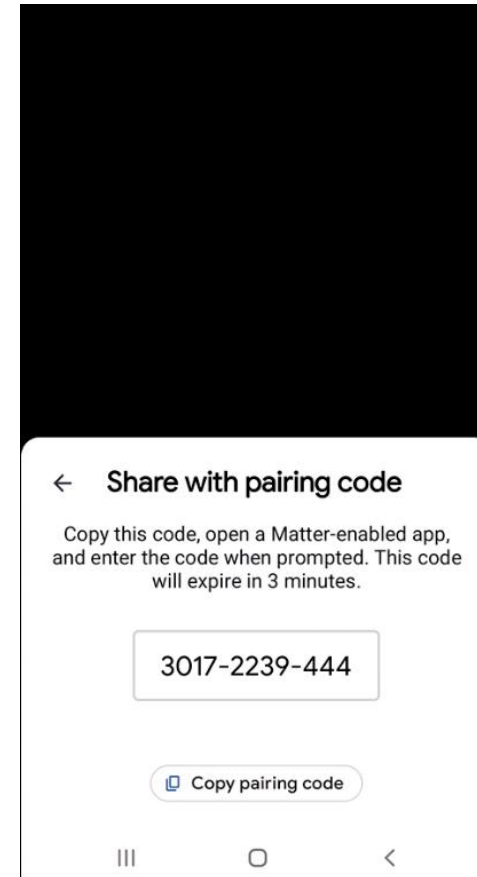 Share with pairing code
Copy this code, open a Matter-enabled app,
and enter the code when prompted. This code
will expire in 3 minutes.
3017-2239-444
Copy pairing code